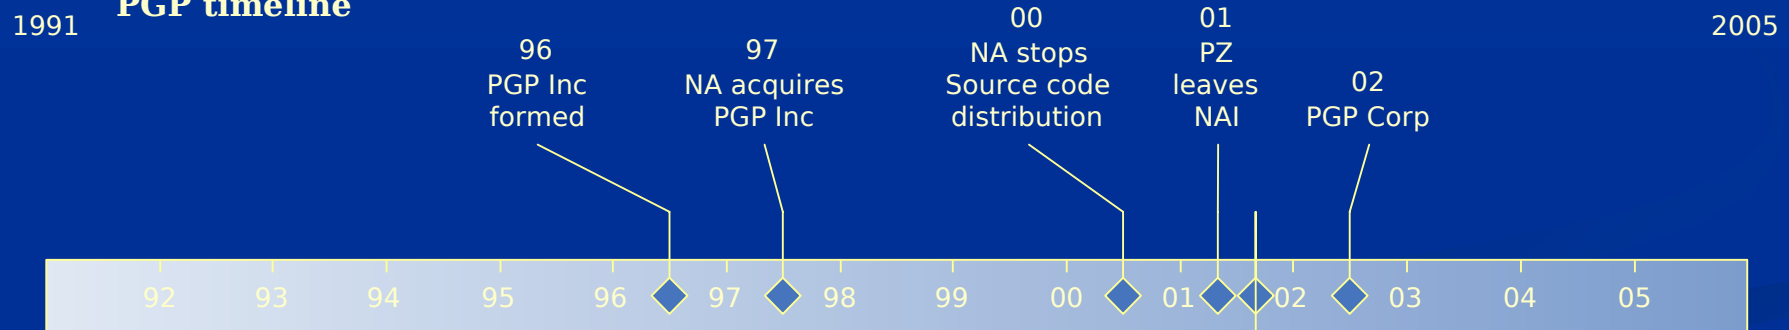 PGP timeline
1991
2005
96
PGP Inc
formed
97
NA acquires
PGP Inc
00
NA stops
Source code
distribution
01
PZ
leaves
NAI
02
PGP Corp
92 93 94 95 96 97 98 99 00 01 02 03 04 05